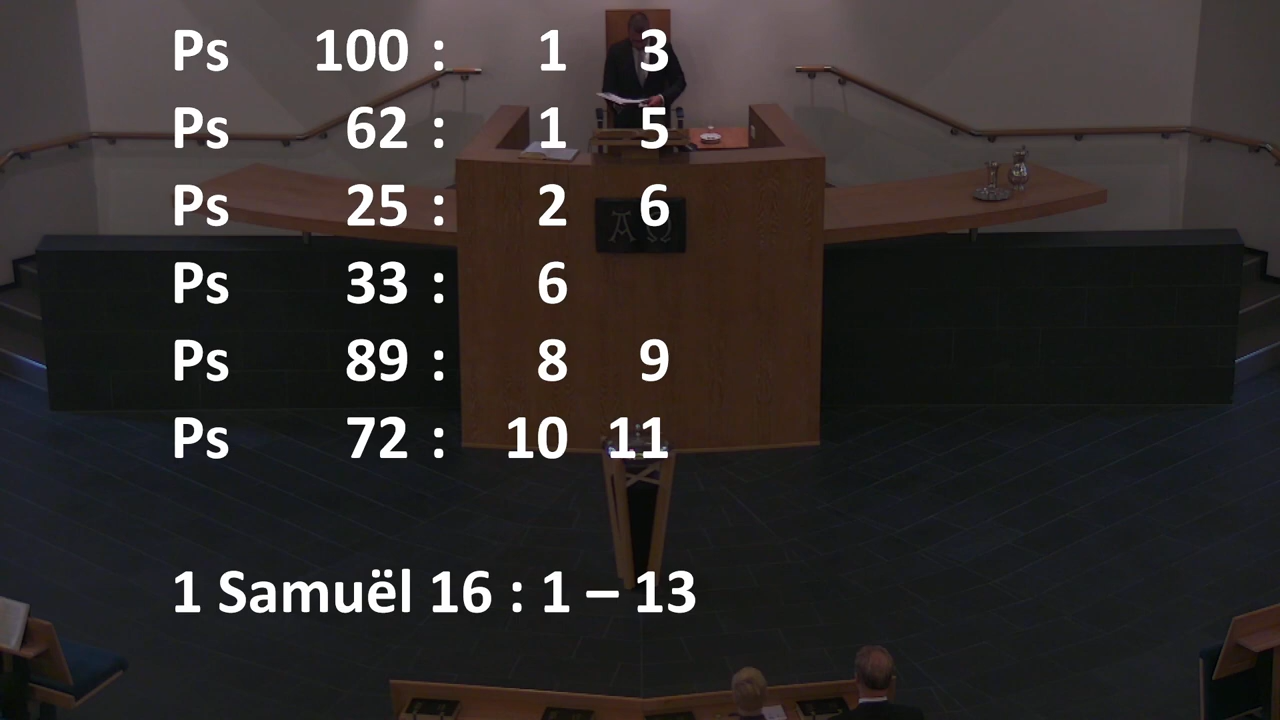 Ps 100 : 1 3
Ps 62 : 1 5
Ps 25 : 2 6
Ps 33 : 6
Ps 89 : 8 9
Ps 72 : 10 11
ΑΩ
1 Samuël 16 : 1 – 13